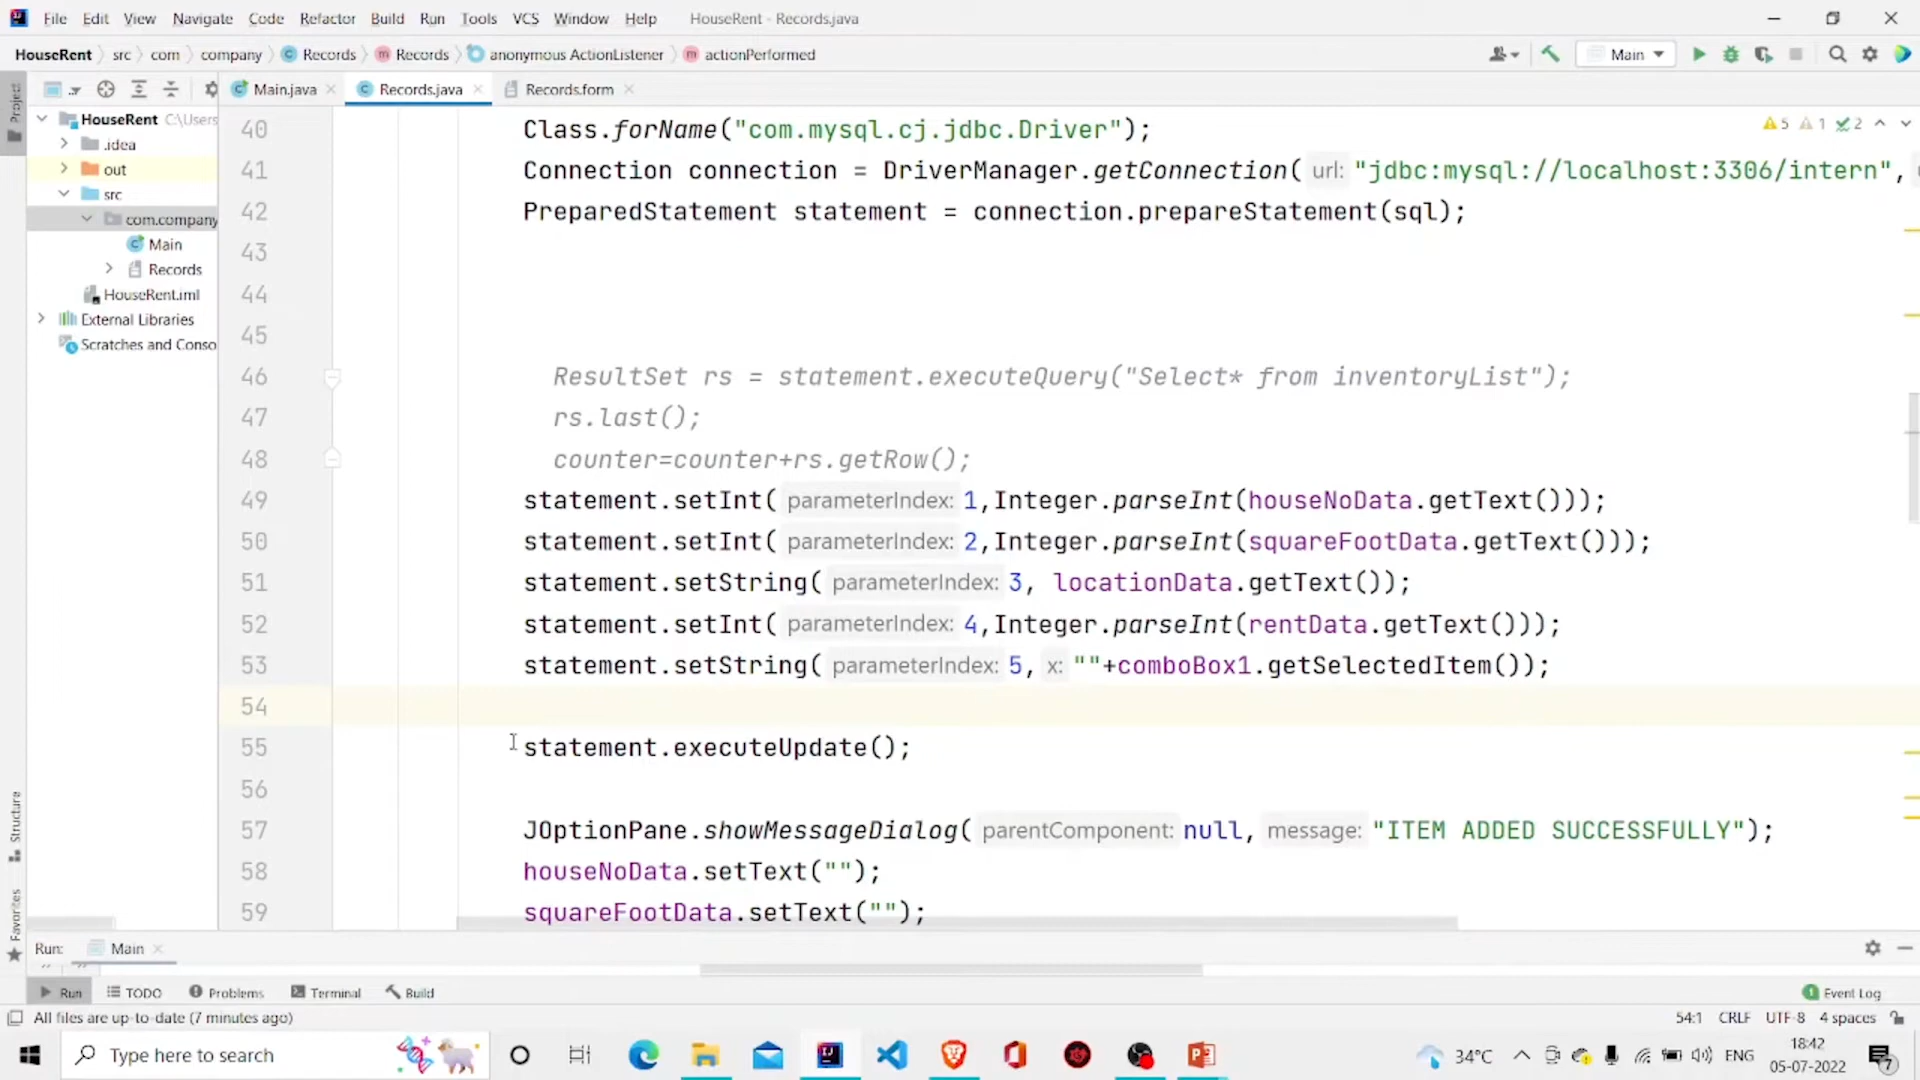 File Edit View Navigate Code Refactor Build Run Tools VCS Window Help HouseRent - Records.java
HouseRent src com company Records Records anonymous ActionListener actionPerformed Main
Project
Main.java Records.java Records.form
HouseRent C:\Users
.idea
out
src
com.company
Main
Records
HouseRent.iml
External Libraries
Scratches and Conso
5 1 2
40 Class.forName("com.mysql.cj.jdbc.Driver");
41 Connection connection = DriverManager.getConnection( url: "jdbc:mysql://localhost:3306/intern",
42 PreparedStatement statement = connection.prepareStatement(sql);
43
44
45
46 ResultSet rs = statement.executeQuery("Select* from inventoryList");
47 rs.last();
48 counter=counter+rs.getRow();
49 statement.setInt( parameterIndex: 1,Integer.parseInt(houseNoData.getText()));
50 statement.setInt( parameterIndex: 2,Integer.parseInt(squareFootData.getText()));
51 statement.setString( parameterIndex: 3, locationData.getText());
52 statement.setInt( parameterIndex: 4,Integer.parseInt(rentData.getText()));
53 statement.setString( parameterIndex: 5, x: ""+comboBox1.getSelectedItem());
54
55 statement.executeUpdate();
56
57 JOptionPane.showMessageDialog( parentComponent: null, message: "ITEM ADDED SUCCESSFULLY");
58 houseNoData.setText("");
59 squareFootData.setText("");
Structure
Favorites
Run: Main
Run TODO Problems Terminal Build 1 Event Log
All files are up-to-date (7 minutes ago) 54:1 CRLF UTF-8 4 spaces
Type here to search 34°C ENG 18:42
05-07-2022 7